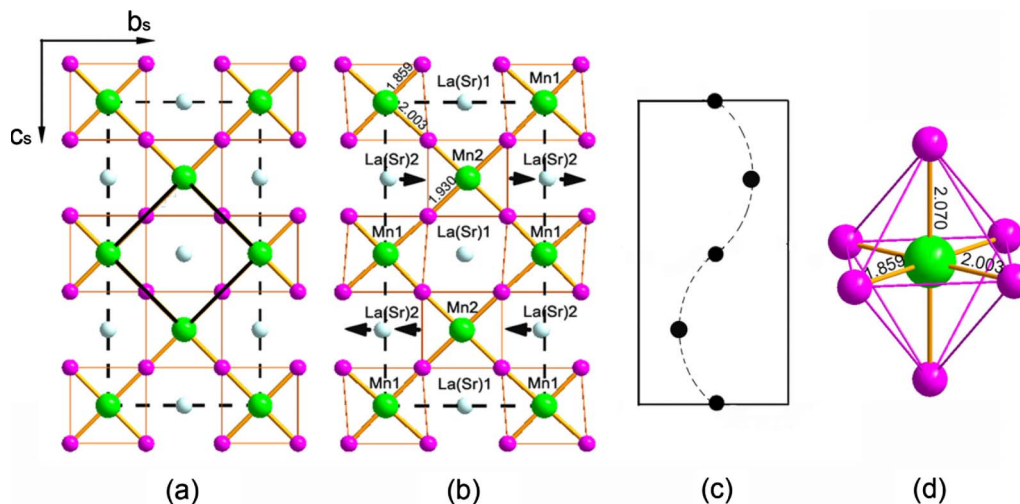 bs
cs
(a)
1.859
2.003
La(Sr)1
Mn1
La(Sr)2
Mn2
La(Sr)2
1.930
Mn1
La(Sr)1
Mn1
La(Sr)2
Mn2
La(Sr)2
Mn1
La(Sr)1
Mn1
(b)
(c)
2.070
1.859
2.003
(d)